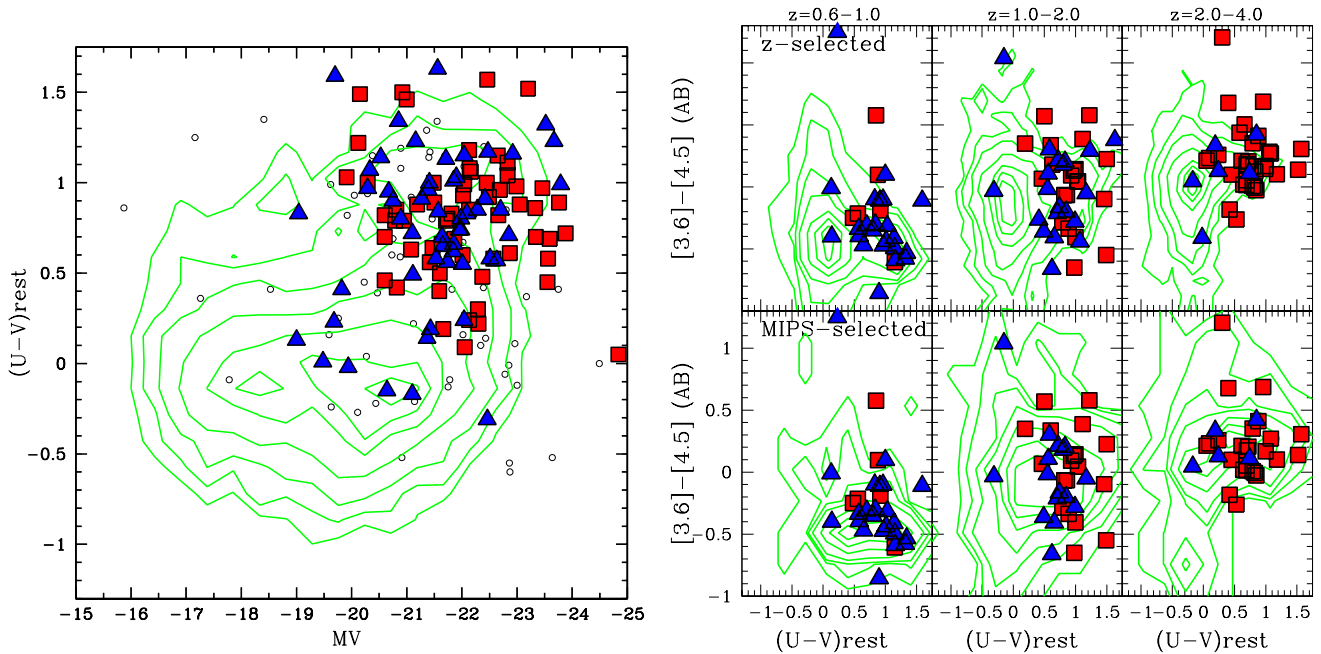 z=0.6−1.0 z=1.0−2.0 z=2.0−4.0
z−selected
MIPS−selected
1.5
1
0.5
0
−0.5
−1
(U−V)rest
-15 -16 -17 -18 -19 -20 -21 -22 -23 -24 -25
MV
[3.6]−[4.5] (AB)
[3.6]−[4.5] (AB)
1
0.5
0
−0.5
−1
−1 −0.5 0 0.5 1 1.5
−1 −0.5 0 0.5 1 1.5
−1 −0.5 0 0.5 1 1.5
(U−V)rest (U−V)rest (U−V)rest